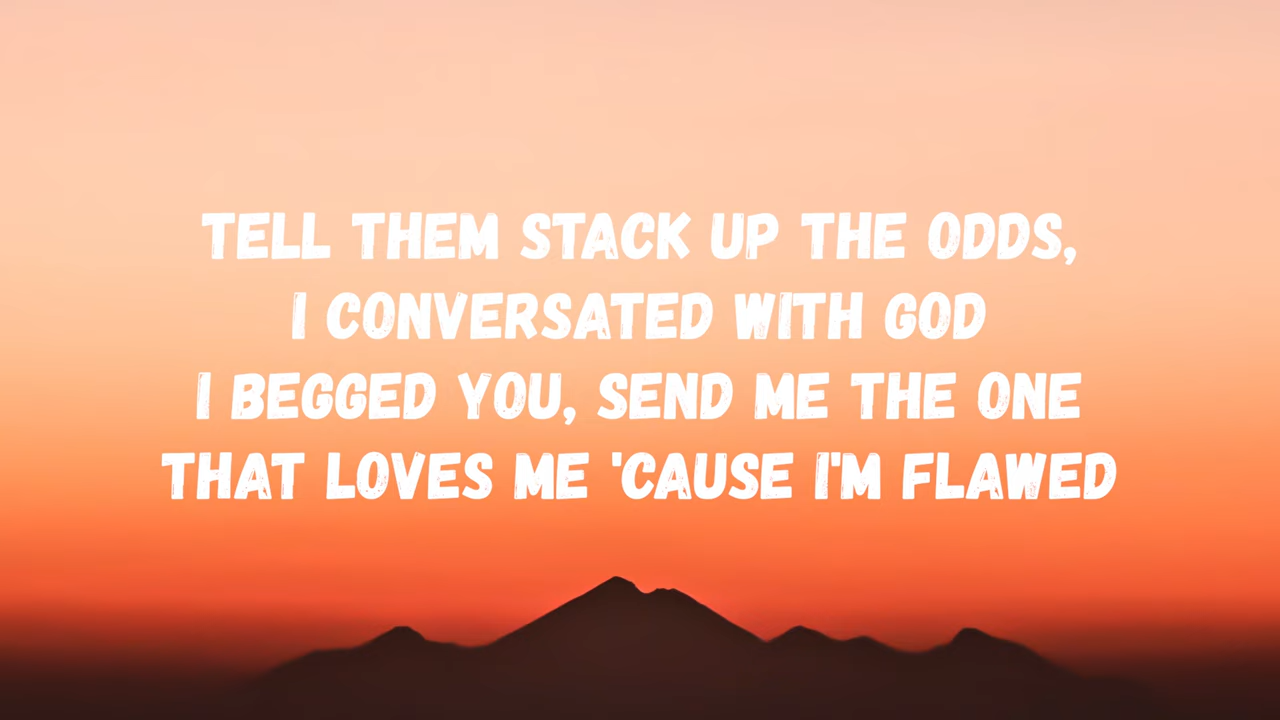 TELL THEM STACK UP THE ODDS,
I CONVERSATED WITH GOD
I BEGGED YOU, SEND ME THE ONE
THAT LOVES ME 'CAUSE I'M FLAWED